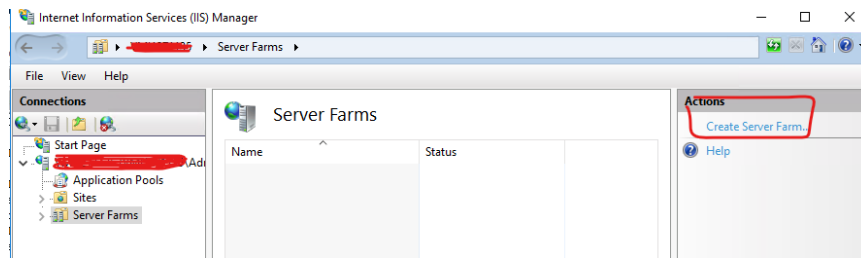 Internet Information Services (IIS) Manager
Server Farms
File View Help
Connections
Start Page
Application Pools
Sites
Server Farms
Server Farms
Name Status
Actions
Create Server Farm...
Help